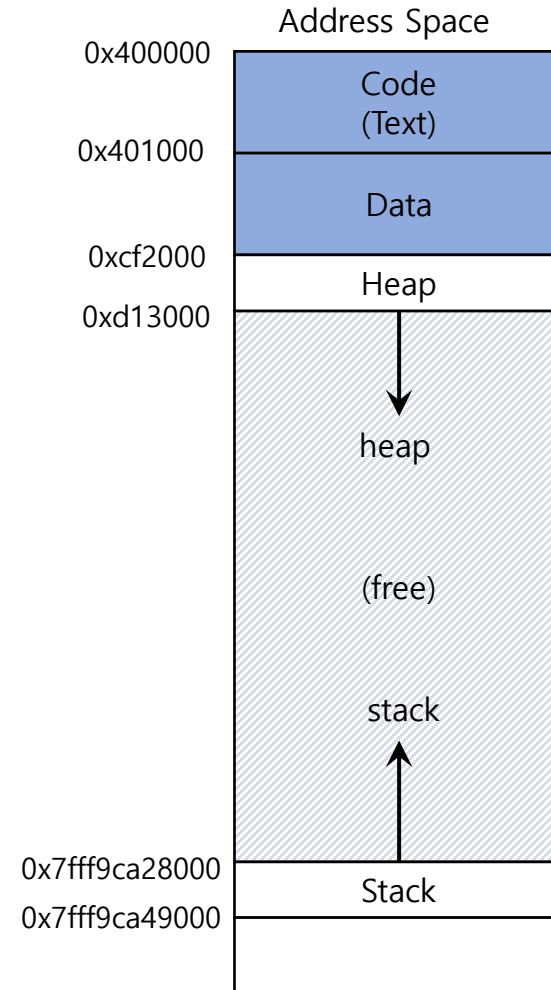 Address Space
0x400000
Code
(Text)
0x401000
Data
0xcf2000
Heap
0xd13000
heap
(free)
stack
0x7fff9ca28000
Stack
0x7fff9ca49000